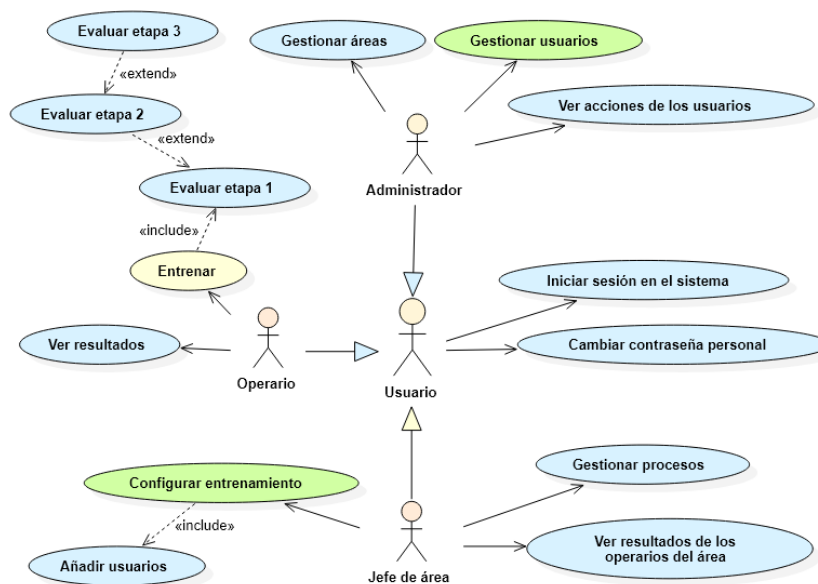 Evaluar etapa 3
Gestionar áreas
Gestionar usuarios
«extend»
Evaluar etapa 2
Ver acciones de los usuarios
«extend»
Evaluar etapa 1
Administrador
«include»
Entrenar
Iniciar sesión en el sistema
Ver resultados
Cambiar contraseña personal
Operario
Usuario
Gestionar procesos
Configurar entrenamiento
«include»
Ver resultados de los
operarios del área
Añadir usuarios
Jefe de área